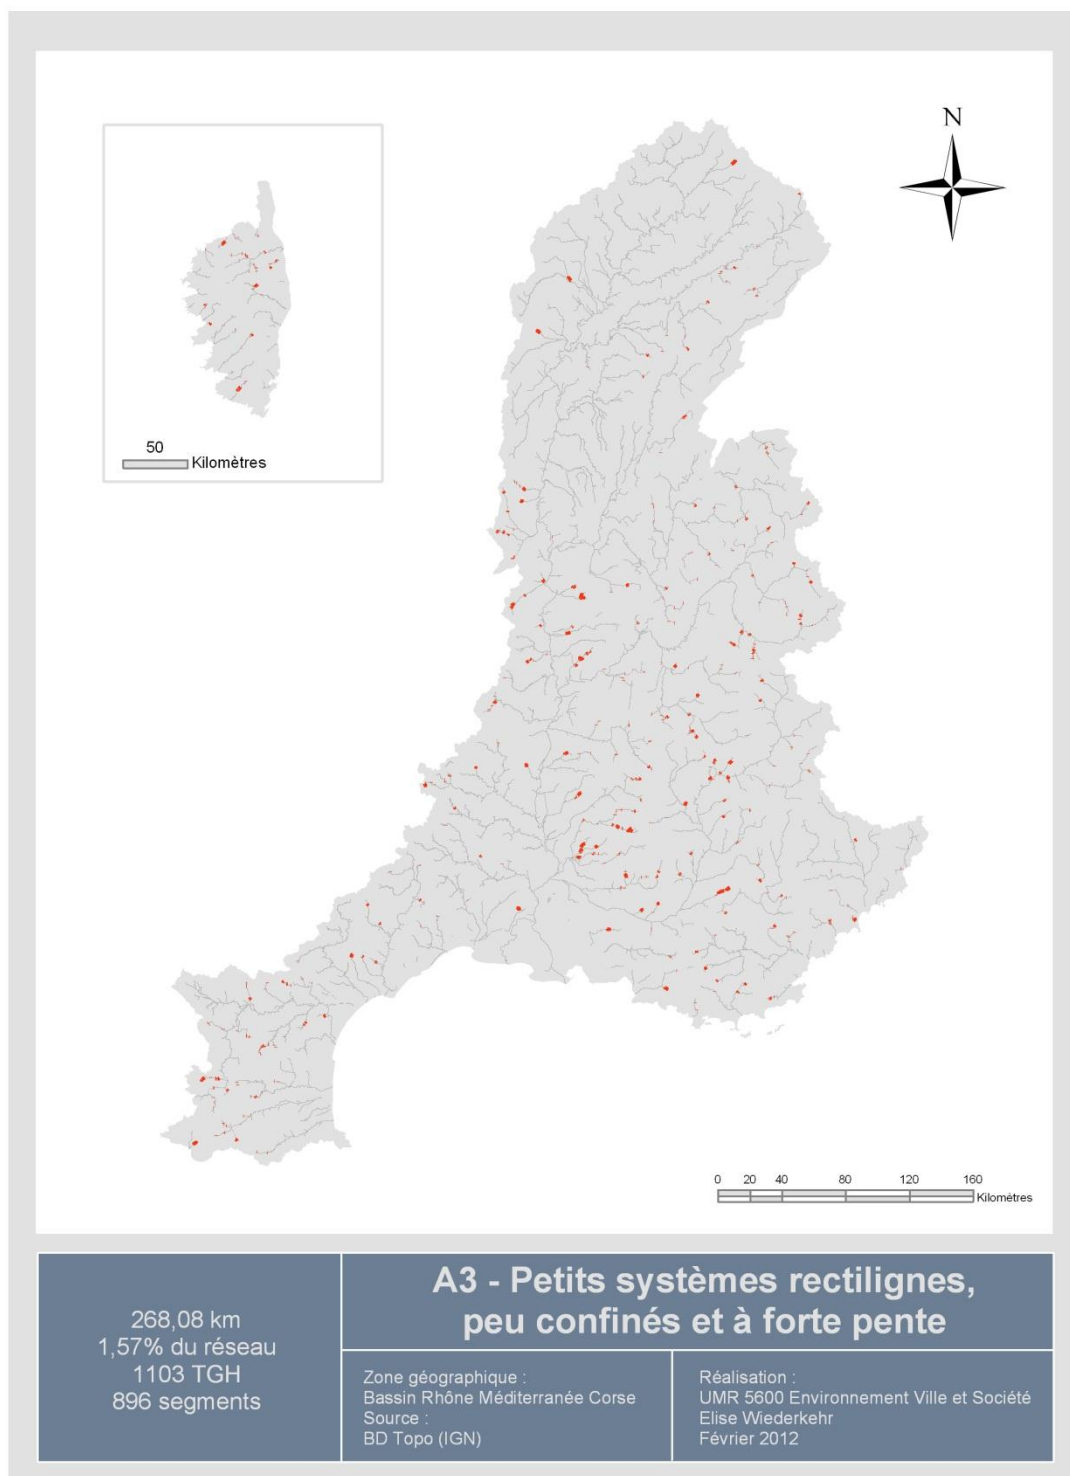 N
50
Kilomètres
0 20 40 80 120 160
Kilomètres
268,08 km
1,57% du réseau
1103 TGH
896 segments
A3 - Petits systèmes rectilignes,
peu confinés et à forte pente
Zone géographique :
Bassin Rhône Méditerranée Corse
Source :
BD Topo (IGN)
Réalisation :
UMR 5600 Environnement Ville et Société
Elise Wiederkehr
Février 2012